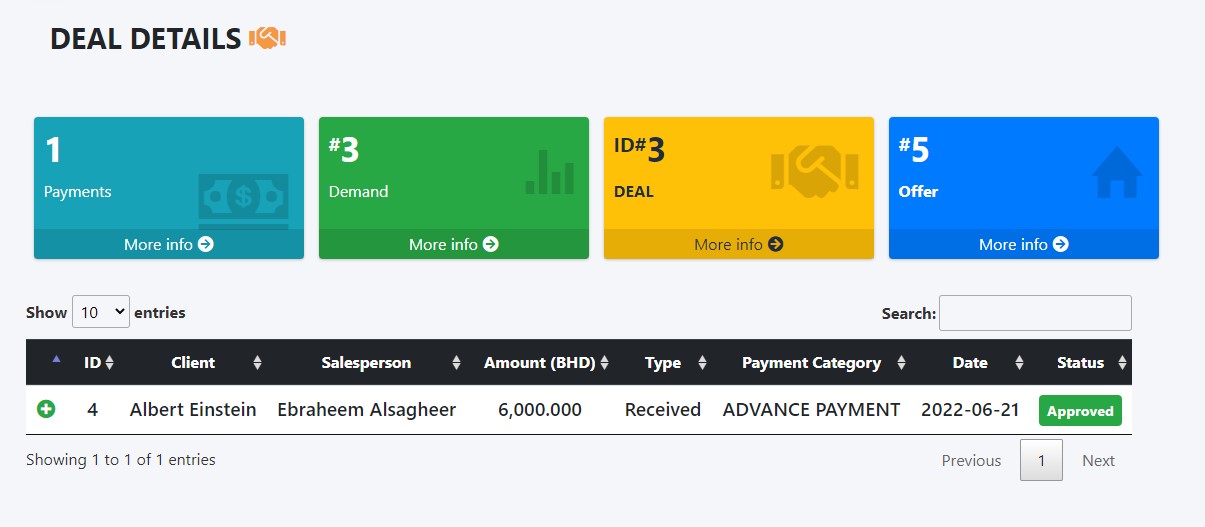 DEAL DETAILS
1
Payments
More info
#3
Demand
More info
ID#3
DEAL
More info
#5
Offer
More info
Show 10 entries
Search:
ID Client Salesperson Amount (BHD) Type Payment Category Date Status
4 Albert Einstein Ebraheem Alsagheer 6,000.000 Received ADVANCE PAYMENT 2022-06-21 Approved
Showing 1 to 1 of 1 entries
Previous 1 Next